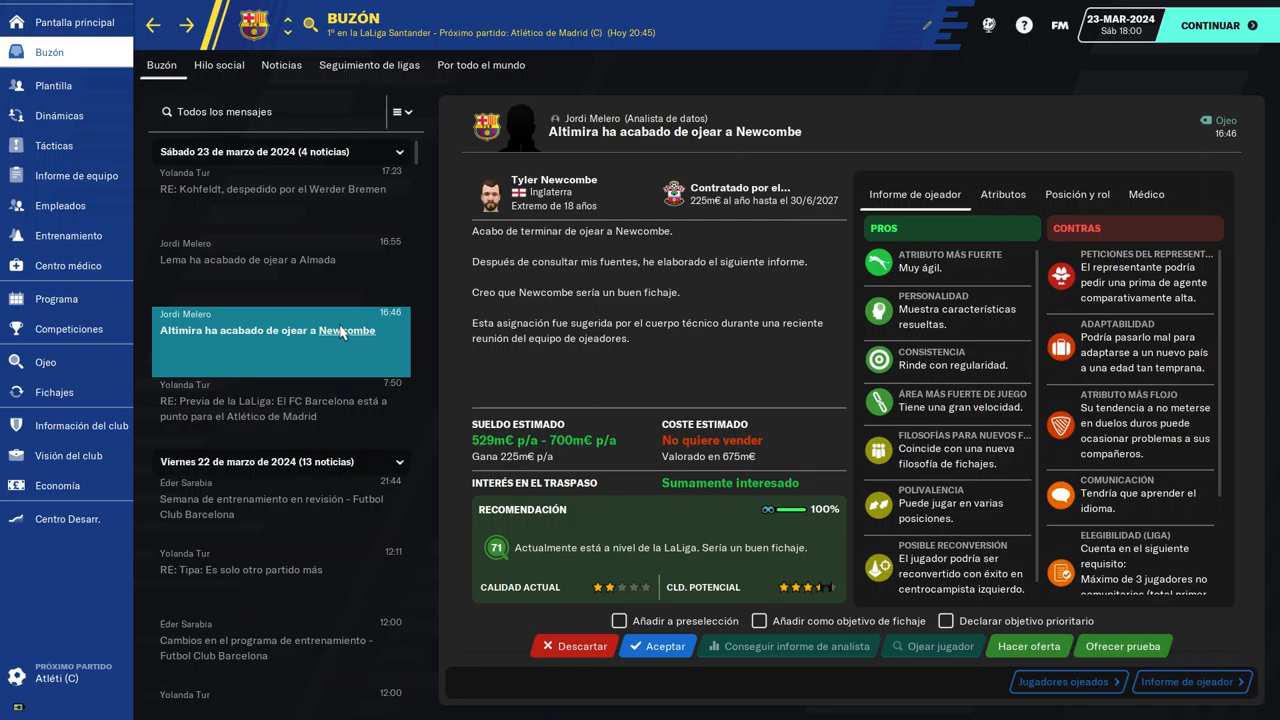 Pantalla principal
Buzón
Plantilla
Dinámicas
Tácticas
Informe de equipo
Empleados
Entrenamiento
Centro médico
Programa
Competiciones
Ojeo
Fichajes
Información del club
Visión del club
Economía
Centro Desarr.
PRÓXIMO PARTIDO
Atléti (C)
BUZÓN
1º en la LaLiga Santander - Próximo partido: Atlético de Madrid (C) (Hoy 20:45)
FM
23-MAR-2024
Sáb 18:00
CONTINUAR
Buzón
Hilo social
Noticias
Seguimiento de ligas
Por todo el mundo
Todos los mensajes
Sábado 23 de marzo de 2024 (4 noticias)
Yolanda Tur 17:23
RE: Kohfeldt, despedido por el Werder Bremen
Jordi Melero 16:55
Lema ha acabado de ojear a Almada
Jordi Melero 16:46
Altimira ha acabado de ojear a Newcombe
Yolanda Tur 7:50
RE: Previa de la LaLiga: El FC Barcelona está a
punto para el Atlético de Madrid
Viernes 22 de marzo de 2024 (13 noticias)
Éder Sarabia 21:44
Semana de entrenamiento en revisión - Futbol
Club Barcelona
Yolanda Tur 12:11
RE: Tipa: Es solo otro partido más
Éder Sarabia 12:00
Cambios en el programa de entrenamiento -
Futbol Club Barcelona
Yolanda Tur 12:00
Jordi Melero (Analista de datos)
Altimira ha acabado de ojear a Newcombe
Ojeo
16:46
Tyler Newcombe
Inglaterra
Extremo de 18 años
Contratado por el...
225m€ al año hasta el 30/6/2027
Acabo de terminar de ojear a Newcombe.
Después de consultar mis fuentes, he elaborado el siguiente informe.
Creo que Newcombe sería un buen fichaje.
Esta asignación fue sugerida por el cuerpo técnico durante una reciente
reunión del equipo de ojeadores.
SUELDO ESTIMADO
529m€ p/a - 700m€ p/a
Gana 225m€ p/a
COSTE ESTIMADO
No quiere vender
Valorado en 675m€
INTERÉS EN EL TRASPASO
Sumamente interesado
RECOMENDACIÓN
100%
71
Actualmente está a nivel de la LaLiga. Sería un buen fichaje.
CALIDAD ACTUAL
CLD. POTENCIAL
Informe de ojeador
Atributos
Posición y rol
Médico
PROS
ATRIBUTO MÁS FUERTE
Muy ágil.
PERSONALIDAD
Muestra características
resueltas.
CONSISTENCIA
Rinde con regularidad.
ÁREA MÁS FUERTE DE JUEGO
Tiene una gran velocidad.
FILOSOFÍAS PARA NUEVOS F...
Coincide con una nueva
filosofía de fichajes.
POLIVALENCIA
Puede jugar en varias
posiciones.
POSIBLE RECONVERSIÓN
El jugador podría ser
reconvertido con éxito en
centrocampista izquierdo.
CONTRAS
PETICIONES DEL REPRESENT...
El representante podría
pedir una prima de agente
comparativamente alta.
ADAPTABILIDAD
Podría pasarlo mal para
adaptarse a un nuevo país
a una edad tan temprana.
ATRIBUTO MÁS FLOJO
Su tendencia a no meterse
en duelos duros puede
ocasionar problemas a sus
compañeros.
COMUNICACIÓN
Tendría que aprender el
idioma.
ELEGIBILIDAD (LIGA)
Cuenta en el siguiente
requisito:
Máximo de 3 jugadores no
comunitarios (total primer
Añadir a preselección
Añadir como objetivo de fichaje
Declarar objetivo prioritario
Descartar
Aceptar
Conseguir informe de analista
Ojear jugador
Hacer oferta
Ofrecer prueba
Jugadores ojeados
Informe de ojeador